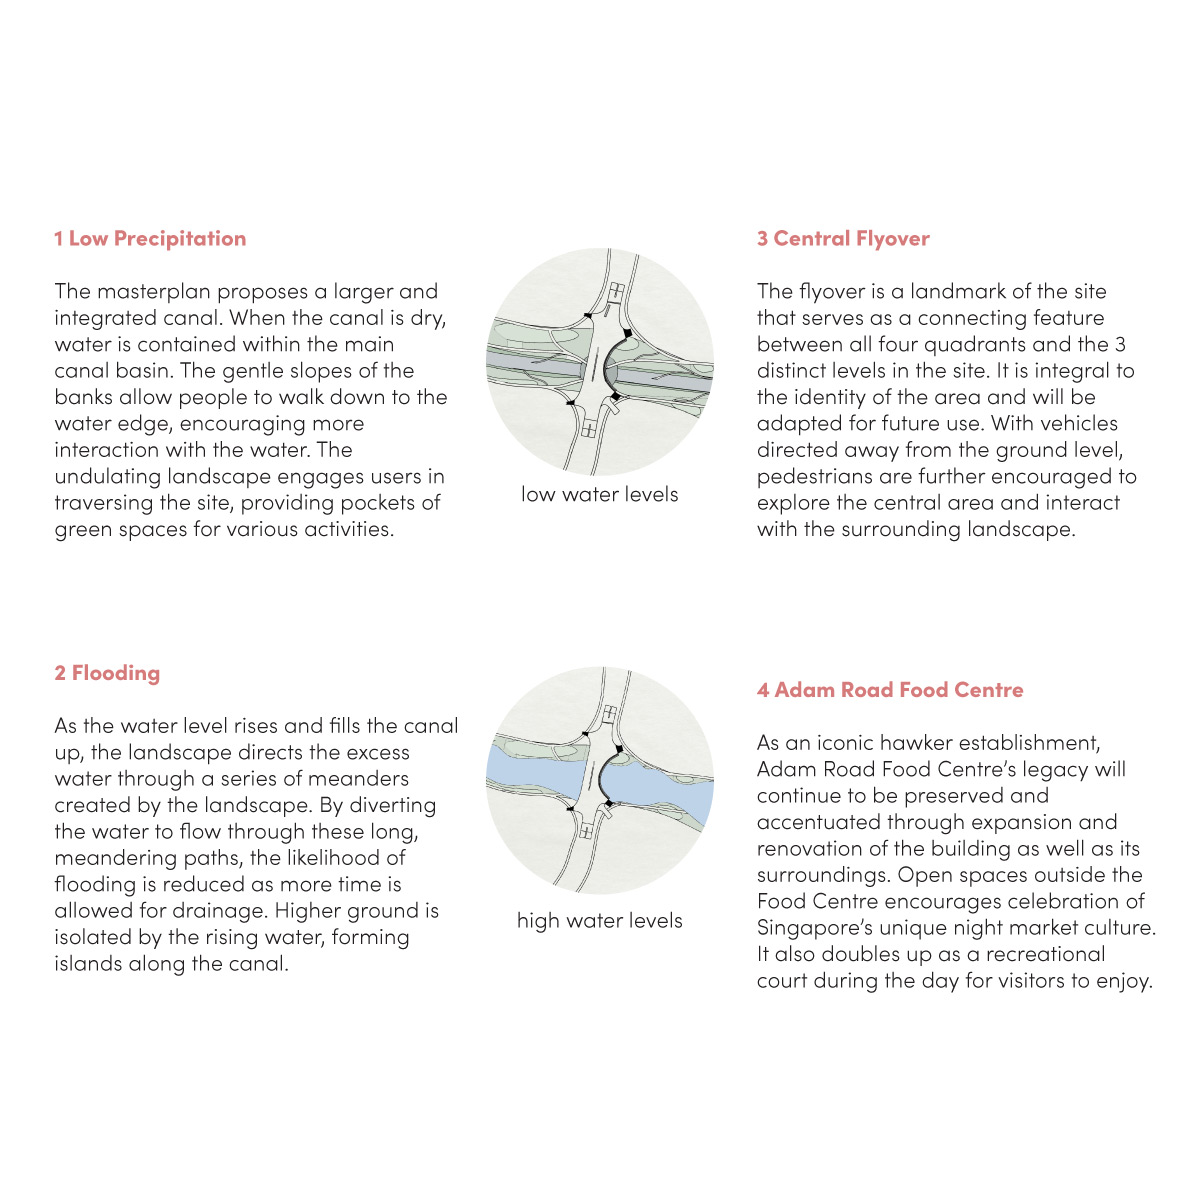 1 Low Precipitation
The masterplan proposes a larger and
integrated canal. When the canal is dry,
water is contained within the main
canal basin. The gentle slopes of the
banks allow people to walk down to the
water edge, encouraging more
interaction with the water. The
undulating landscape engages users in
traversing the site, providing pockets of
green spaces for various activities.
low water levels
2 Flooding
As the water level rises and fills the canal
up, the landscape directs the excess
water through a series of meanders
created by the landscape. By diverting
the water to flow through these long,
meandering paths, the likelihood of
flooding is reduced as more time is
allowed for drainage. Higher ground is
isolated by the rising water, forming
islands along the canal.
high water levels
3 Central Flyover
The flyover is a landmark of the site
that serves as a connecting feature
between all four quadrants and the 3
distinct levels in the site. It is integral to
the identity of the area and will be
adapted for future use. With vehicles
directed away from the ground level,
pedestrians are further encouraged to
explore the central area and interact
with the surrounding landscape.
4 Adam Road Food Centre
As an iconic hawker establishment,
Adam Road Food Centre's legacy will
continue to be preserved and
accentuated through expansion and
renovation of the building as well as its
surroundings. Open spaces outside the
Food Centre encourages celebration of
Singapore's unique night market culture.
It also doubles up as a recreational
court during the day for visitors to enjoy.